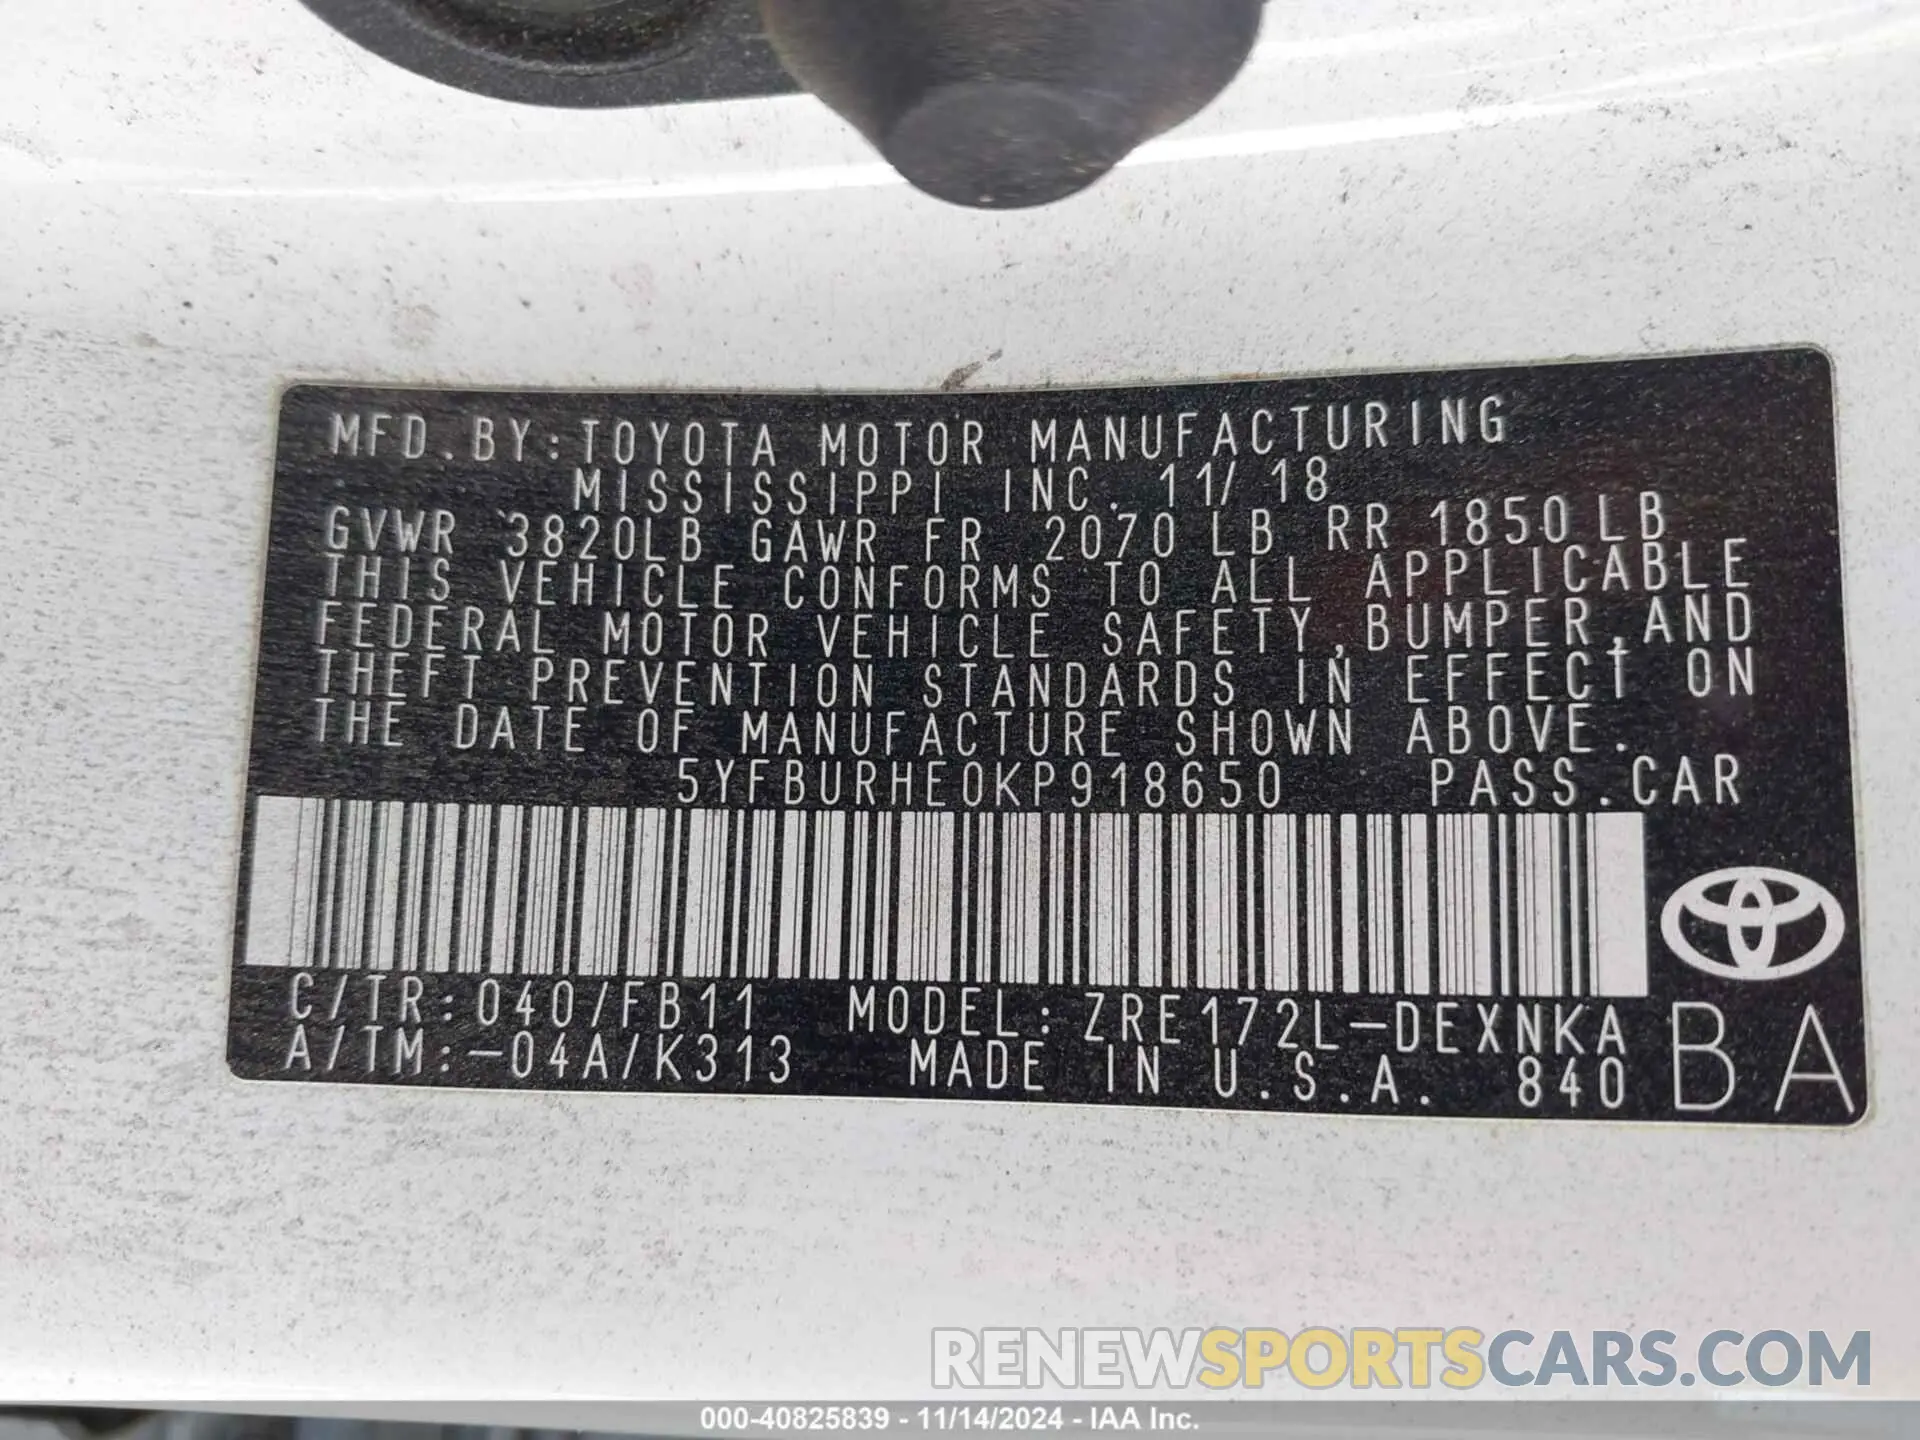 MFD.BY:TOYOTA MOTOR MANUFACTURING
MISSISSIPPI INC. 11/18
GVWR 3820LB GAWR FR 2070 LB RR 1850LB
THIS VEHICLE CONFORMS TO ALL APPLICABLE
FEDERAL MOTOR VEHICLE SAFETY,BUMPER,AND
THEFT PREVENTION STANDARDS IN EFFECT ON
THE DATE OF MANUFACTURE SHOWN ABOVE.
5YFBURHE0KP918650 PASS.CAR
C/TR:040/FB11 MODEL:ZRE172L-DEXNKA
A/TM:-04A/K313 MADE IN U.S.A. 840
BA
RENEWSPORTSCARS.COM
000-40825839 - 11/14/2024 - IAA Inc.